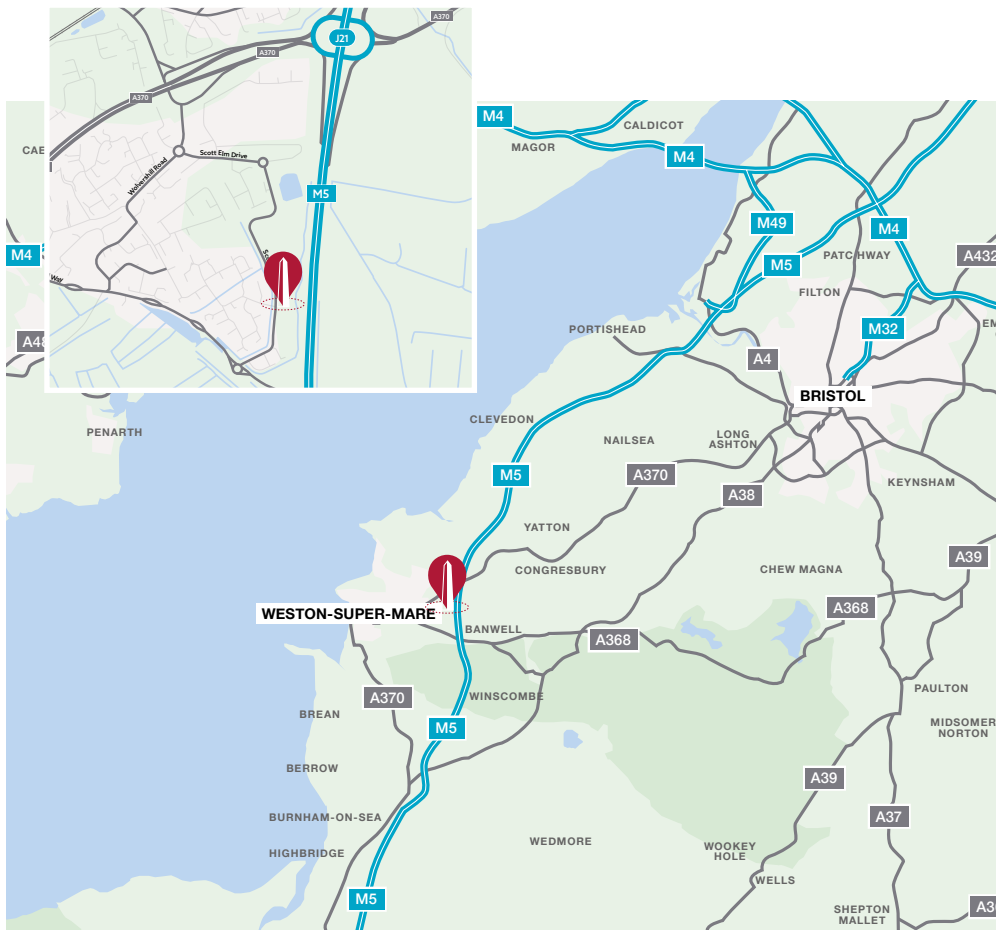 A370
J21
A370
A370
Scott Elm Drive
Wolvershill Road
M5
M4
CALDICOT
MAGOR
M4
M49
M4
M5
PATCHWAY
A432
FILTON
M4
M32
PORTISHEAD
A4
BRISTOL
PENARTH
CLEVEDON
NAILSEA
LONG
ASHTON
M5
A370
A38
KEYNSHAM
YATTON
CONGRESBURY
CHEW MAGNA
A39
WESTON-SUPER-MARE
BANWELL
A368
A368
A370
WINSCOMBE
PAULTON
BREAN
M5
MIDSOMER
NORTON
BERROW
A39
BURNHAM-ON-SEA
A37
HIGHBRIDGE
WEDMORE
WOOKEY
HOLE
WELLS
M5
SHEPTON
MALLET